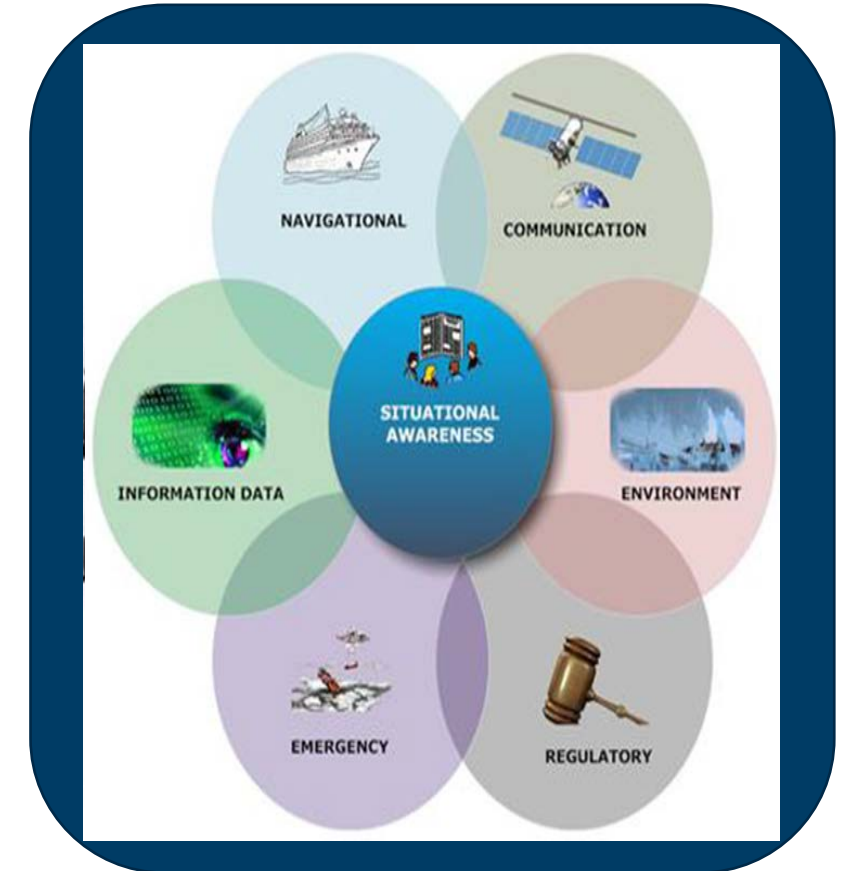 NAVIGATIONAL
COMMUNICATION
SITUATIONAL
AWARENESS
INFORMATION DATA
ENVIRONMENT
EMERGENCY
REGULATORY